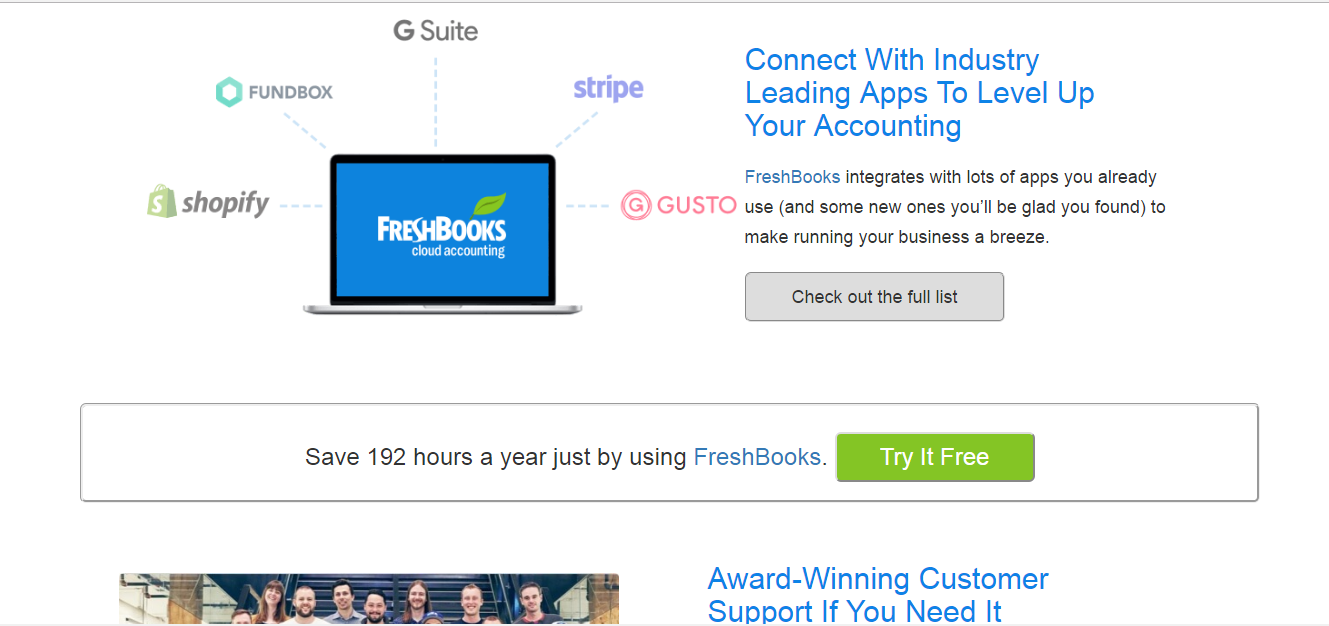 G Suite
FUNDBOX
stripe
shopify
GUSTO
FRESHBOOKS
cloud accounting
Connect With Industry
Leading Apps To Level Up
Your Accounting
FreshBooks integrates with lots of apps you already
use (and some new ones you’ll be glad you found) to
make running your business a breeze.
Check out the full list
Save 192 hours a year just by using FreshBooks.
Try It Free
Award-Winning Customer
Support If You Need It